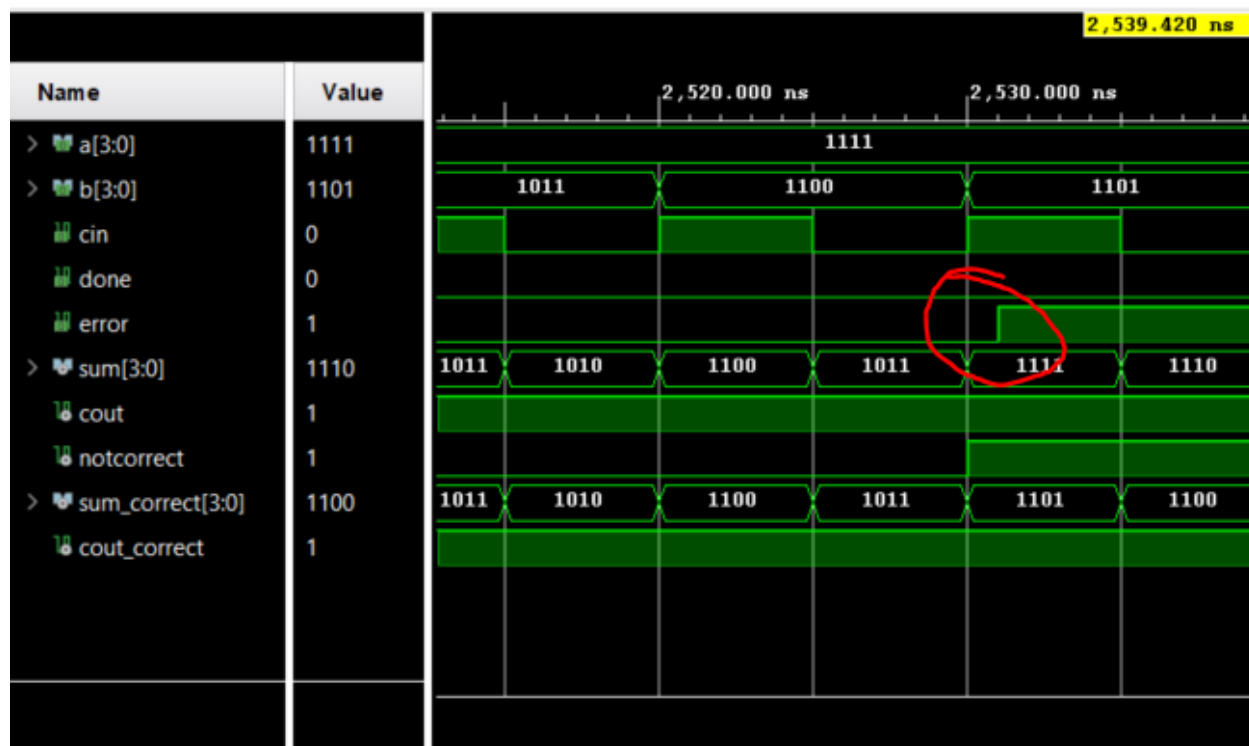 2,539.420 ns
Name Value 2,520.000 ns 2,530.000 ns
a[3:0] 1111 1111
b[3:0] 1101 1011 1100 1101
cin 0
done 0
error 1
sum[3:0] 1110 1011 1010 1100 1011 1111 1110
cout 1
notcorrect 1
sum_correct[3:0] 1100 1011 1010 1100 1011 1101 1100
cout_correct 1